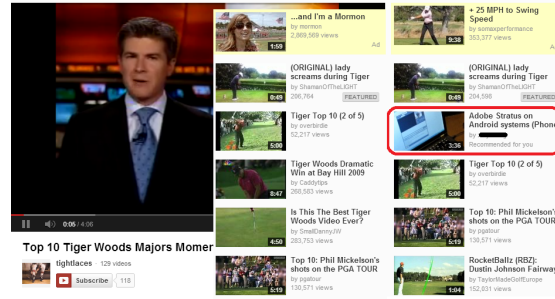 0:05 / 4:06
Top 10 Tiger Woods Majors Momer
tightlaces · 129 videos
Subscribe 118
1:59
...and I'm a Mormon
by mormon
2,669,569 views
Ad
0:49
(ORIGINAL) lady
screams during Tiger
by ShamanOfTheLIGHT
206,764
FEATURED
5:00
Tiger Top 10 (2 of 5)
by overbirdie
52,217 views
8:47
Tiger Woods Dramatic
Win at Bay Hill 2009
by Caddytips
268,583 views
4:50
Is This The Best Tiger
Woods Video Ever?
by SmallDannyJW
283,753 views
5:19
Top 10: Phil Mickelson's
shots on the PGA TOUR
by pgatour
130,571 views
9:38
+ 25 MPH to Swing
Speed
by somaxperformance
353,377 views
A
0:49
(ORIGINAL) lady
screams during Tiger
by ShamanOfTheLIGHT
204,598
FEATURED
3:36
Adobe Stratus on
Android systems (Phone
by
Recommended for you
5:00
Tiger Top 10 (2 of 5)
by overbirdie
52,217 views
5:19
Top 10: Phil Mickelson's
shots on the PGA TOUR
by pgatour
130,571 views
1:04
RocketBallz (RBZ):
Dustin Johnson Fairway
by TaylorMadeGolfEurope
152,031 views